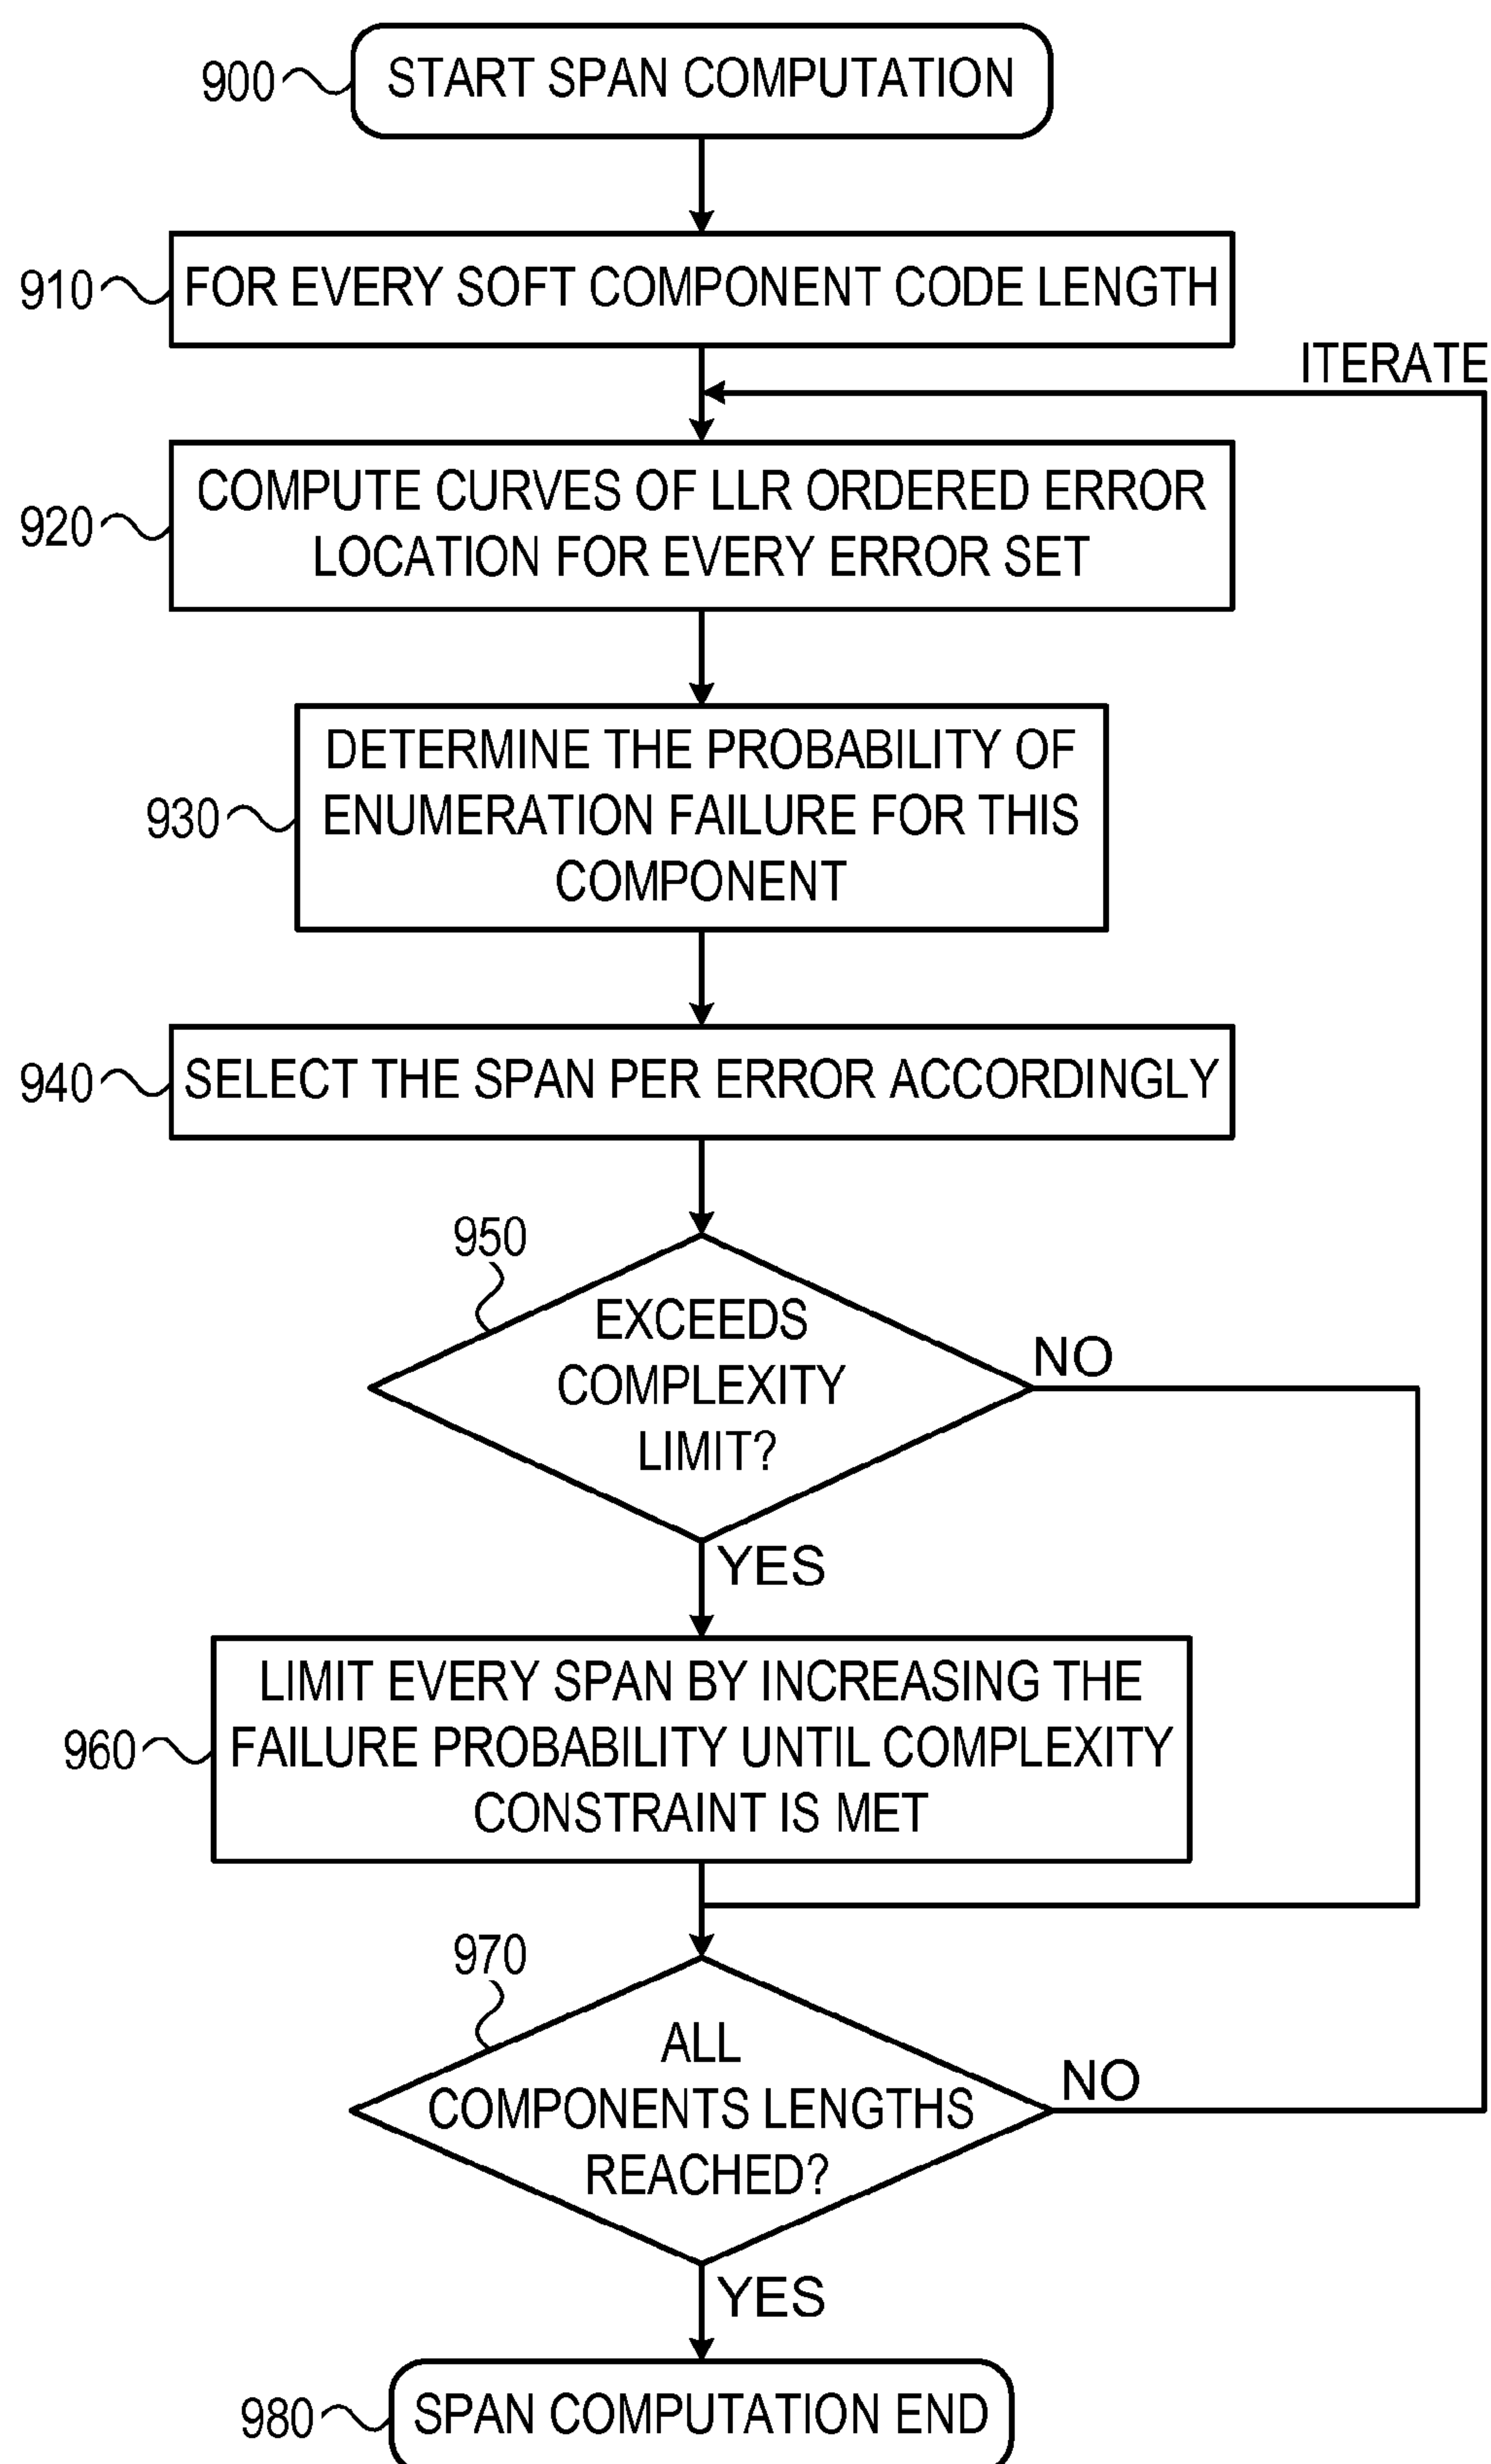 900
START SPAN COMPUTATION
910
FOR EVERY SOFT COMPONENT CODE LENGTH
ITERATE
920
COMPUTE CURVES OF LLR ORDERED ERROR
LOCATION FOR EVERY ERROR SET
930
DETERMINE THE PROBABILITY OF
ENUMERATION FAILURE FOR THIS
COMPONENT
940
SELECT THE SPAN PER ERROR ACCORDINGLY
950
EXCEEDS
COMPLEXITY
LIMIT?
NO
YES
960
LIMIT EVERY SPAN BY INCREASING THE
FAILURE PROBABILITY UNTIL COMPLEXITY
CONSTRAINT IS MET
970
ALL
COMPONENTS LENGTHS
REACHED?
NO
YES
980
SPAN COMPUTATION END